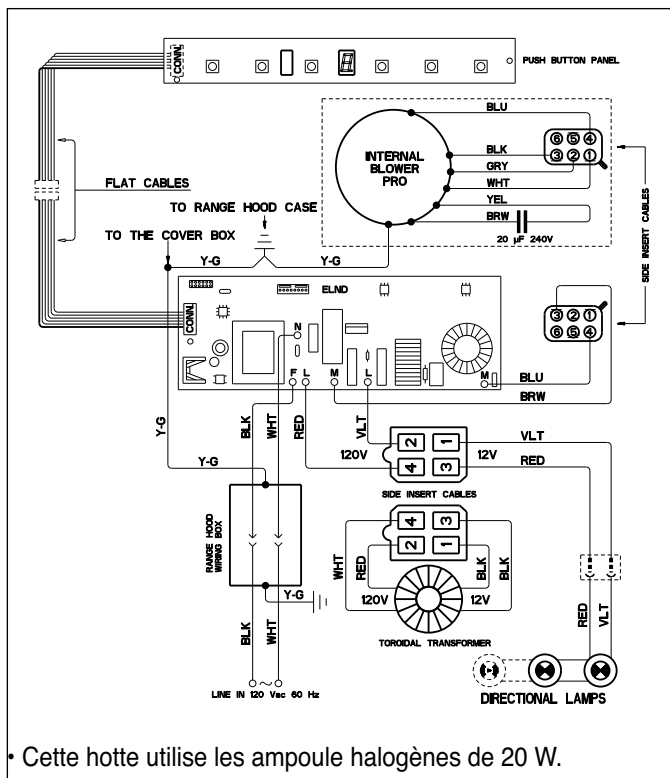 CONN.
PUSH BUTTON PANEL
BLU
6 5 4
BLK
3 2 1
INTERNAL
BLOWER
PRO
GRY
WHT
YEL
BRW
20 µF 240V
FLAT CABLES
TO RANGE HOOD CASE
TO THE COVER BOX
SIDE INSERT CABLES
Y-G
Y-G
ELND
CONN.
N
3 2 1
6 5 4
F L M L M
BLU
BRW
Y-G
BLK
WHT
RED
VLT
2 1
VLT
120V
12V
4 3
RED
Y-G
SIDE INSERT CABLES
RANGE HOOD
WIRING BOX
4 3
2 1
WHT
RED
BLK
BLK
Y-G
120V
12V
TOROIDAL TRANSFORMER
RED
VLT
BLK
WHT
LINE IN 120 Vac 60 Hz
DIRECTIONAL LAMPS
• Cette hotte utilise les ampoule halogènes de 20 W.